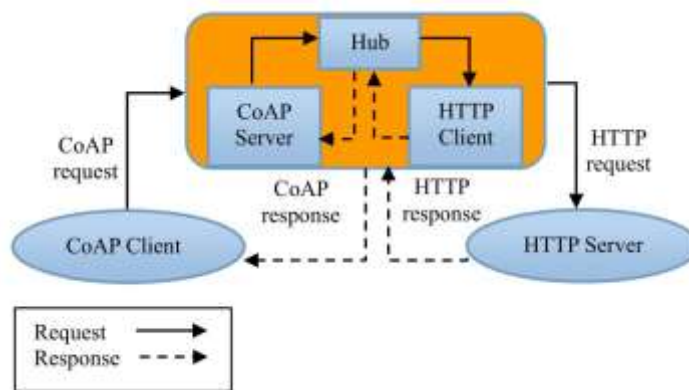 Hub
CoAP
Server
HTTP
Client
CoAP
request
HTTP
request
CoAP
response
HTTP
response
CoAP Client
HTTP Server
Request
Response